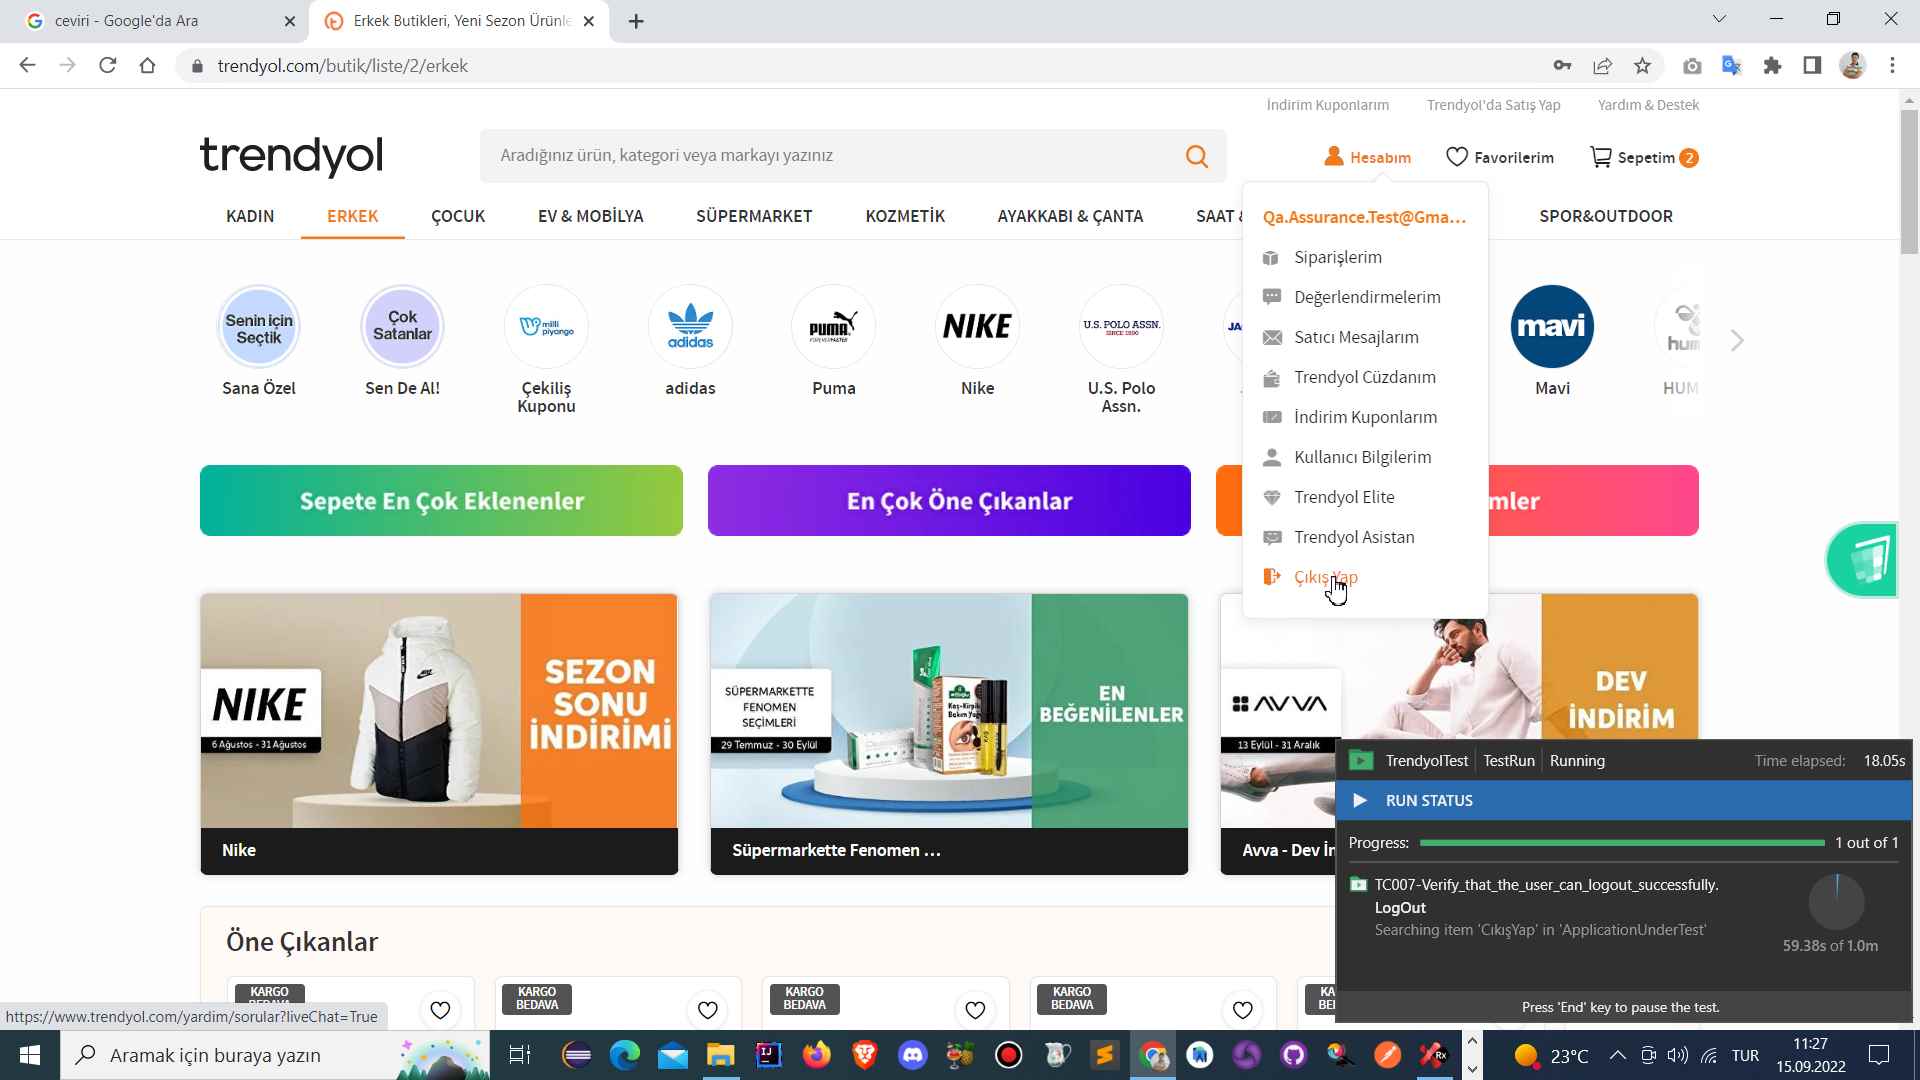 ceviri - Google'da Ara
Erkek Butikleri, Yeni Sezon Ürünle
trendyol.com/butik/liste/2/erkek
İndirim Kuponlarım
Trendyol'da Satış Yap
Yardım & Destek
trendyol
Aradığınız ürün, kategori veya markayı yazınız
Hesabım
Favorilerim
Sepetim 2
KADIN
ERKEK
ÇOCUK
EV & MOBİLYA
SÜPERMARKET
KOZMETİK
AYAKKABI & ÇANTA
SAAT &
SPOR&OUTDOOR
Qa.Assurance.Test@Gma...
Siparişlerim
Değerlendirmelerim
Satıcı Mesajlarım
Trendyol Cüzdanım
İndirim Kuponlarım
Kullanıcı Bilgilerim
Trendyol Elite
Trendyol Asistan
Çıkış Yap
Senin için
Seçtik
Çok
Satanlar
milli
piyango
adidas
PUMA
NIKE
U.S. POLO ASSN.
SINCE 1890
JA
mavi
hum
Sana Özel
Sen De Al!
Çekiliş
Kuponu
adidas
Puma
Nike
U.S. Polo
Assn.
Mavi
HUM
Sepete En Çok Eklenenler
En Çok Öne Çıkanlar
mler
NIKE
6 Ağustos - 31 Ağustos
SEZON
SONU
İNDİRİMİ
Nike
SÜPERMARKETTE
FENOMEN
SEÇİMLERİ
29 Temmuz - 30 Eylül
EN
BEĞENİLENLER
Süpermarkette Fenomen ...
AVVA
13 Eylül - 31 Aralık
DEV
İNDİRİM
Avva - Dev İn
TrendyolTest
TestRun
Running
Time elapsed: 18.05s
RUN STATUS
Progress:
1 out of 1
TC007-Verify_that_the_user_can_logout_successfully.
LogOut
Searching item 'CıkışYap' in 'ApplicationUnderTest'
59.38s of 1.0m
Press 'End' key to pause the test.
Öne Çıkanlar
KARGO
BEDAVA
KARGO
BEDAVA
KARGO
BEDAVA
KARGO
BEDAVA
KA
BED
https://www.trendyol.com/yardim/sorular?liveChat=True
Aramak için buraya yazın
23°C
TUR
11:27
15.09.2022